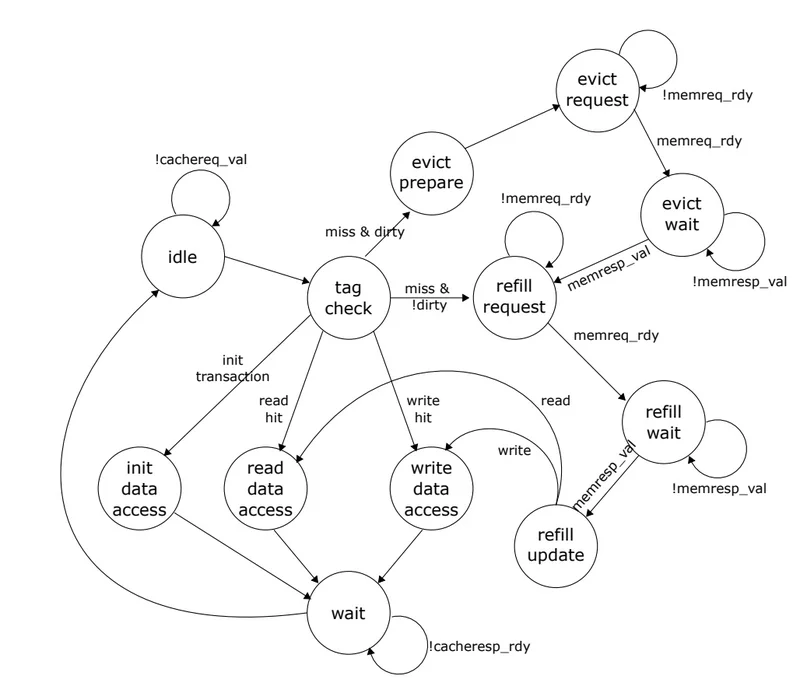 evict
request
!memreq_rdy
memreq_rdy
!cachereq_val
evict
prepare
!memreq_rdy
evict
wait
miss & dirty
idle
memresp_val
!memresp_val
tag
check
miss &
!dirty
refill
request
memreq_rdy
init
transaction
read
hit
write
hit
read
refill
wait
write
memresp_val
!memresp_val
init
data
access
read
data
access
write
data
access
refill
update
wait
!cacheresp_rdy